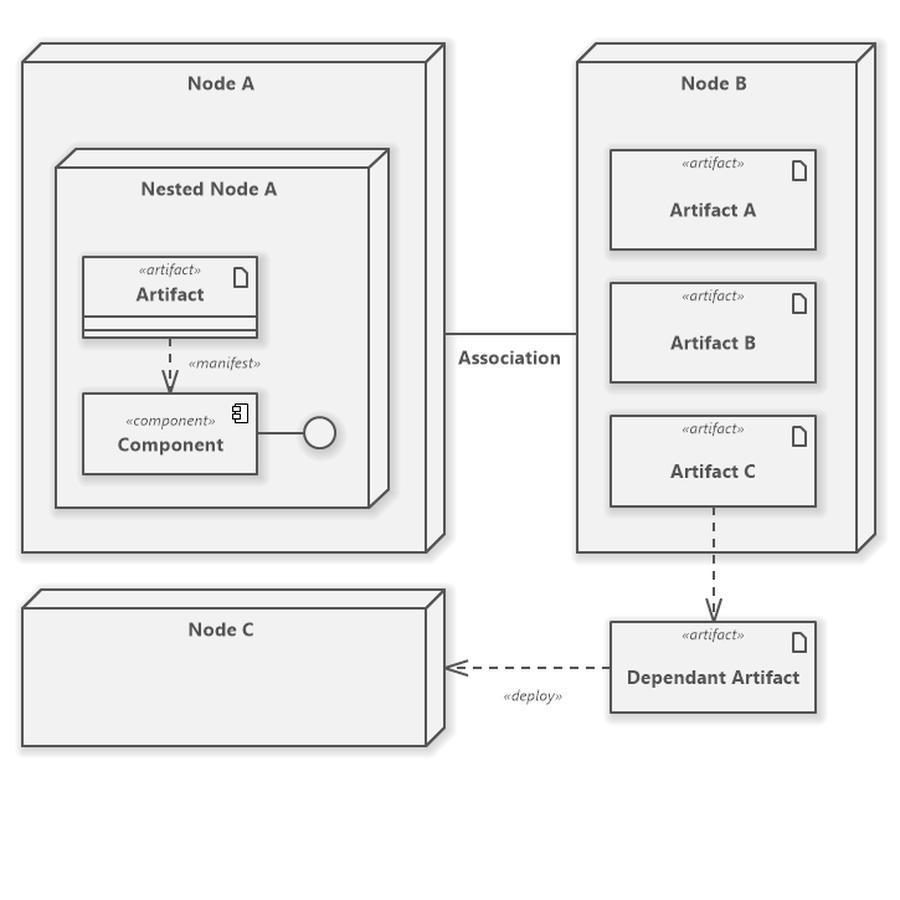 Node A
Nested Node A
«artifact»
Artifact
«manifest»
«component»
Component
Association
Node B
«artifact»
Artifact A
«artifact»
Artifact B
«artifact»
Artifact C
Node C
«deploy»
«artifact»
Dependant Artifact